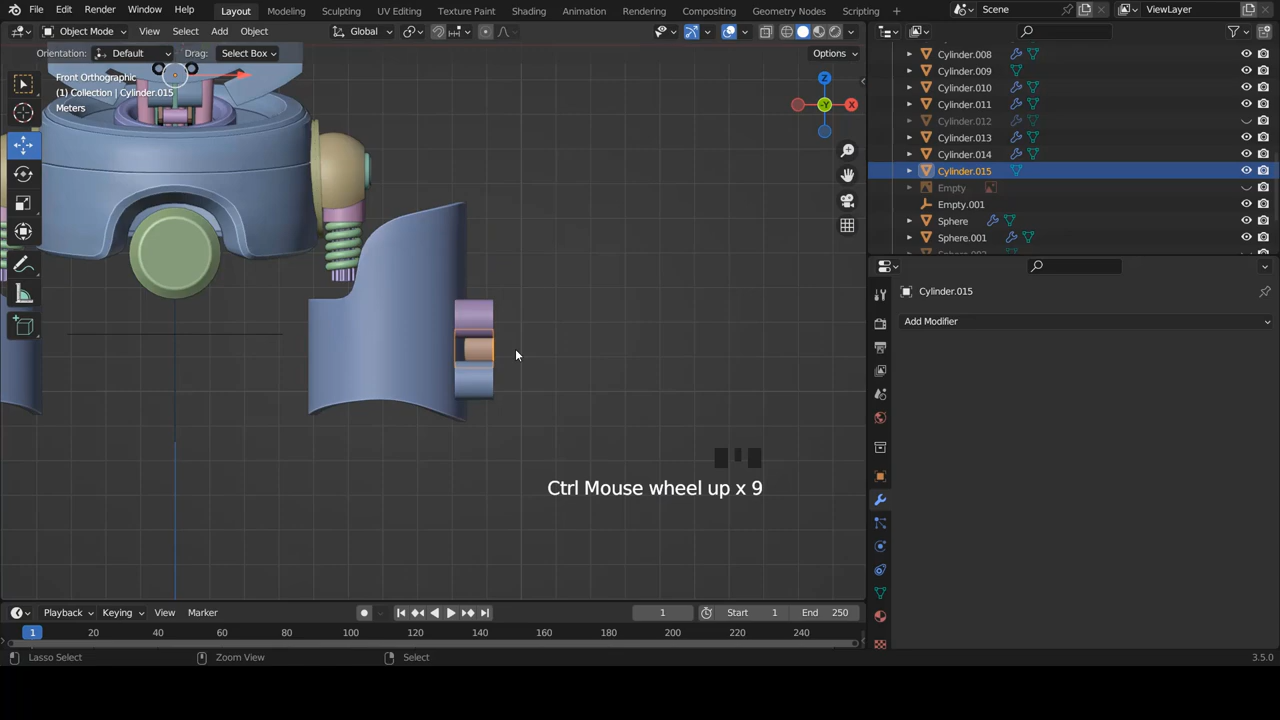 File Edit Render Window Help
Layout Modeling Sculpting UV Editing Texture Paint Shading Animation Rendering Compositing Geometry Nodes Scripting +
Scene
ViewLayer
Object Mode View Select Add Object
Global
Orientation: Default Drag: Select Box
Options
Front Orthographic
(1) Collection | Cylinder.015
Meters
Z
X
-Y
Cylinder.008
Cylinder.009
Cylinder.010
Cylinder.011
Cylinder.012
Cylinder.013
Cylinder.014
Cylinder.015
Empty
Empty.001
Sphere
Sphere.001
Cylinder.015
Add Modifier
Ctrl Mouse wheel up x 9
Playback Keying View Marker
1 Start 1 End 250
1 20 40 60 80 100 120 140 160 180 200 220 240
Lasso Select Zoom View Select
3.5.0